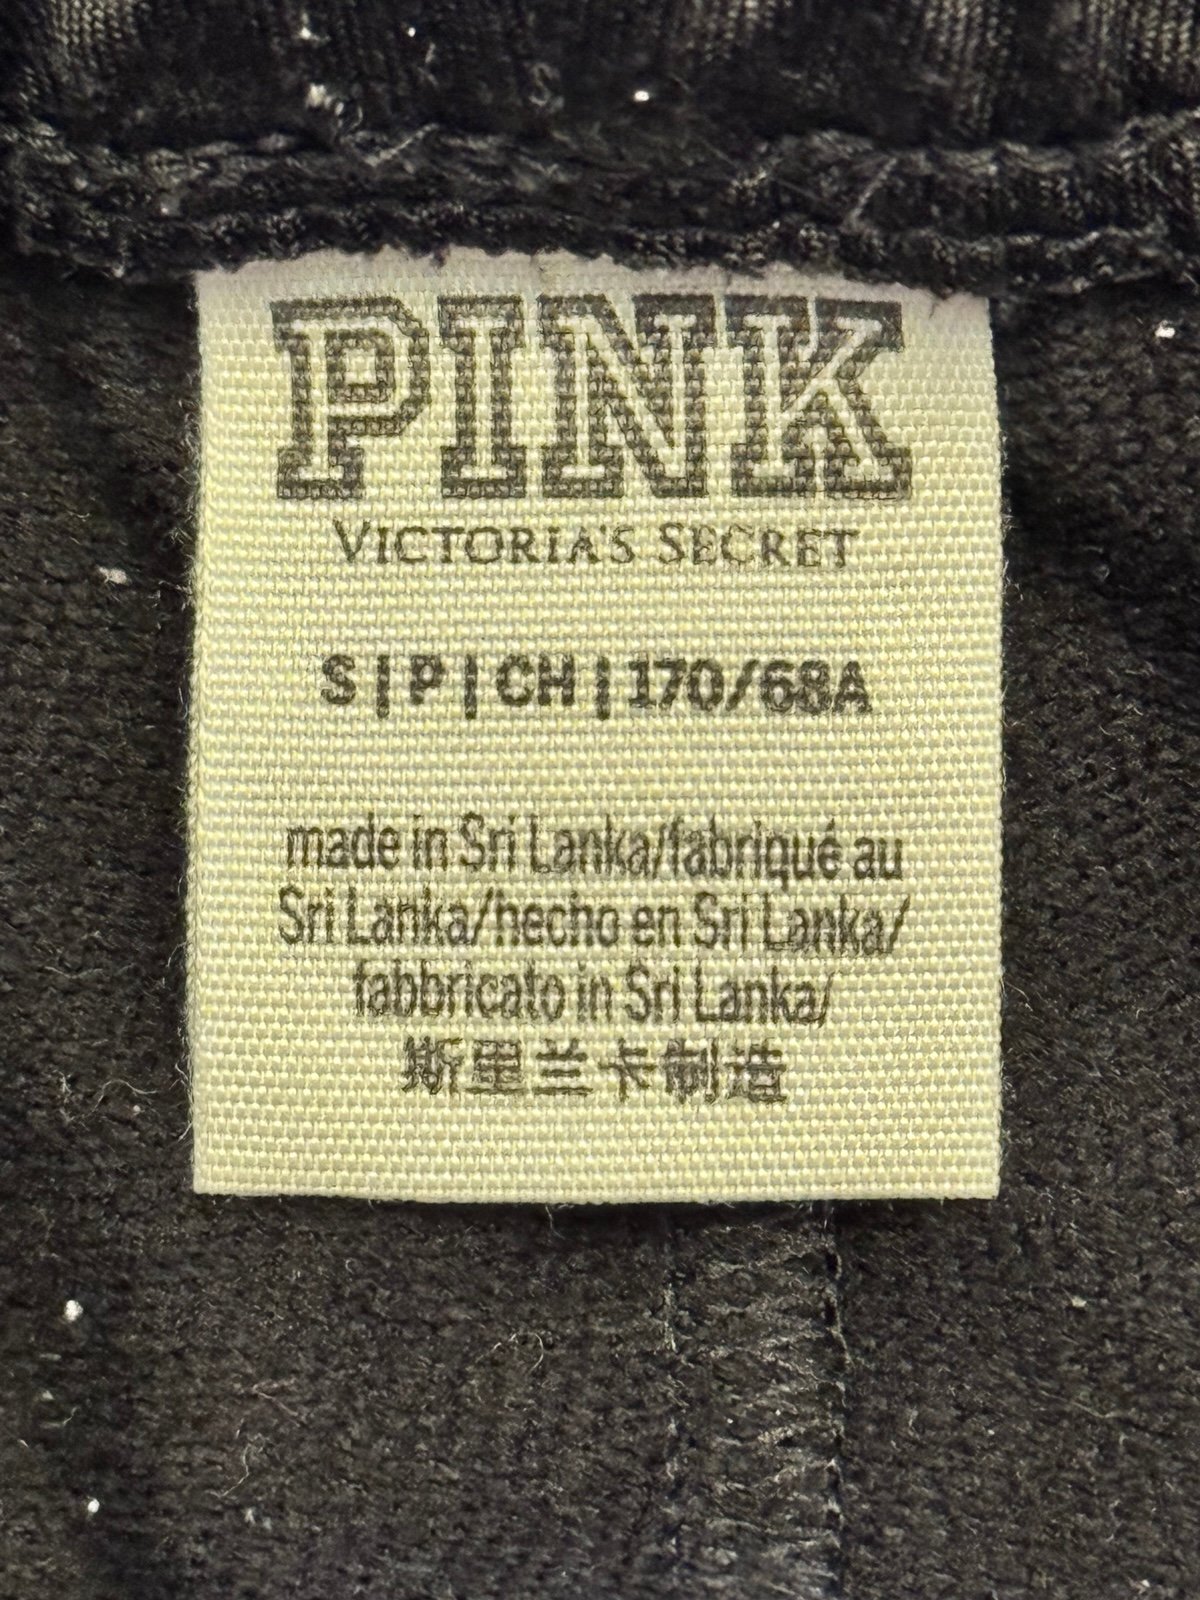 PINK
VICTORIA'S SECRET
S|P|CH|170/68A
made in Sri Lanka/fabriqué au
Sri Lanka/hecho en Sri Lanka/
fabbricato in Sri Lanka/
斯里兰卡制造